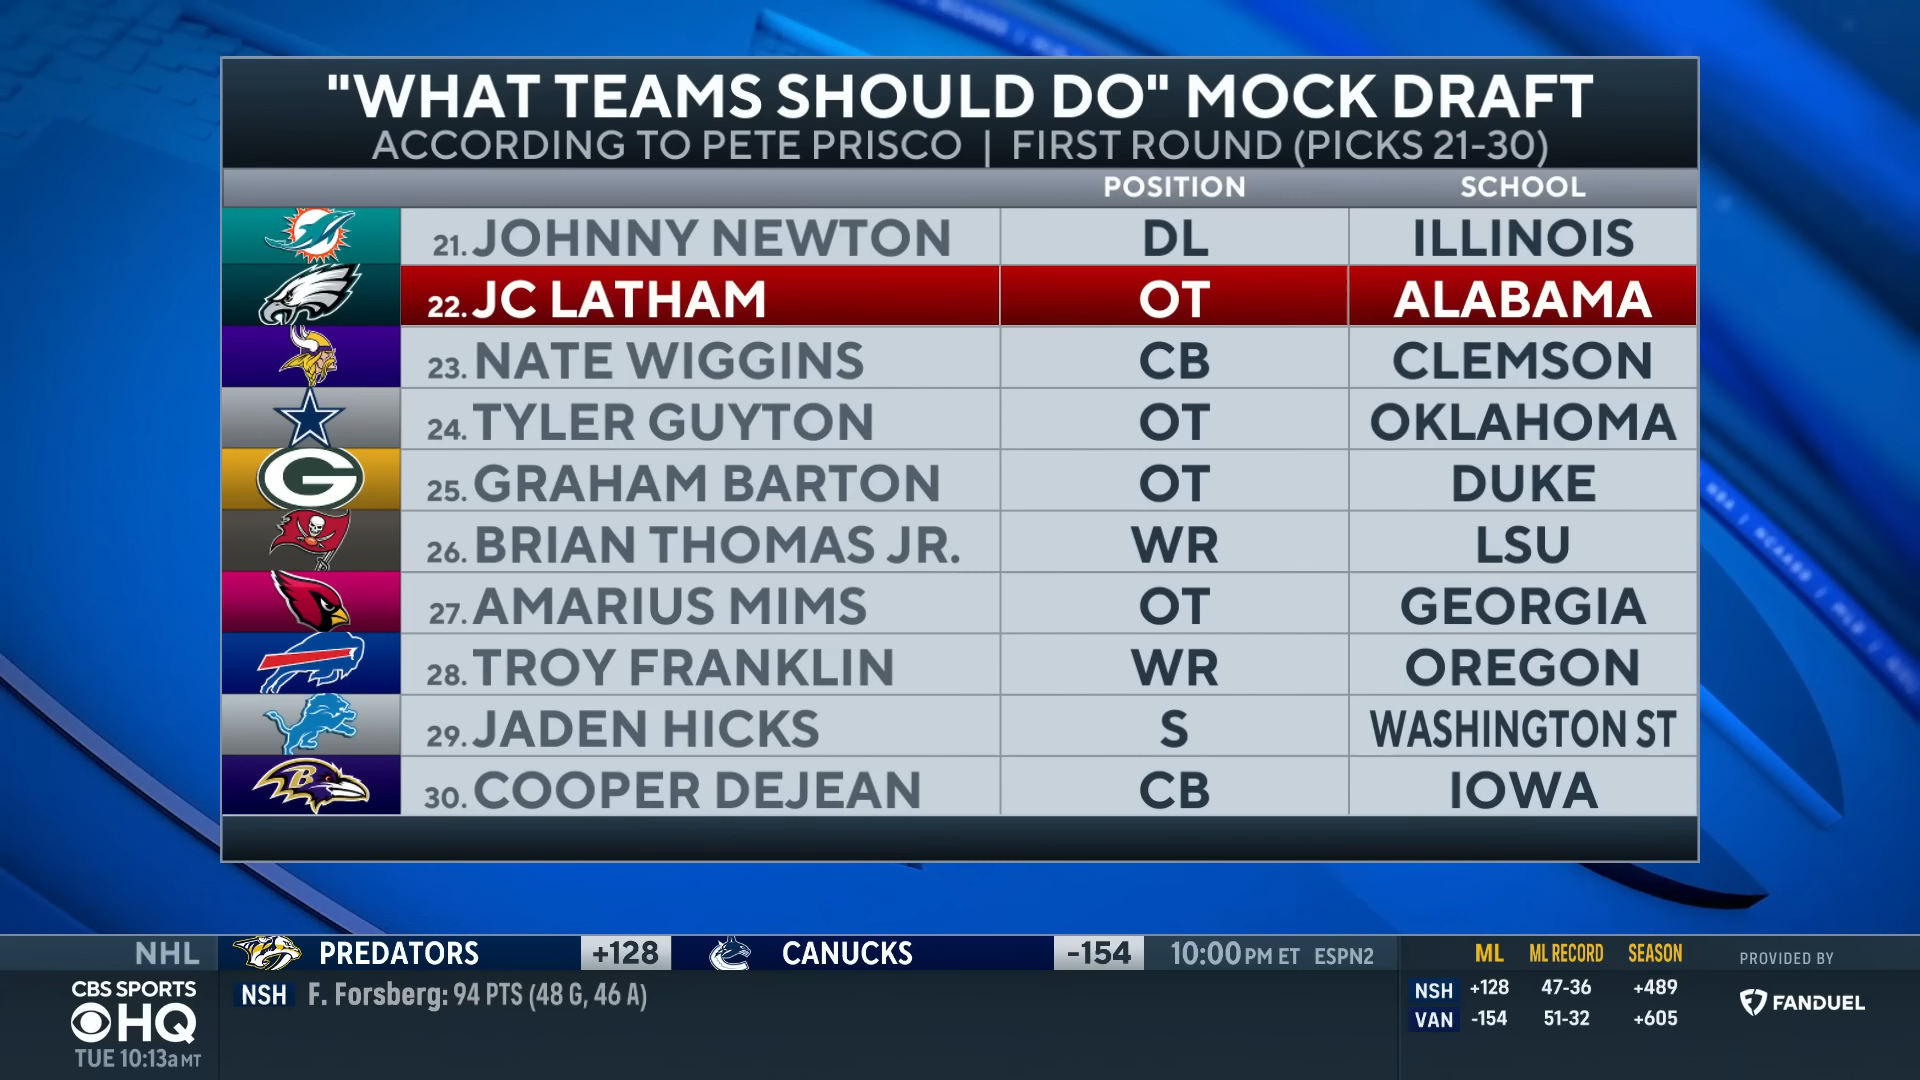 "WHAT TEAMS SHOULD DO" MOCK DRAFT
ACCORDING TO PETE PRISCO | FIRST ROUND (PICKS 21-30)
POSITION SCHOOL
21. JOHNNY NEWTON DL ILLINOIS
22. JC LATHAM OT ALABAMA
23. NATE WIGGINS CB CLEMSON
24. TYLER GUYTON OT OKLAHOMA
25. GRAHAM BARTON OT DUKE
26. BRIAN THOMAS JR. WR LSU
27. AMARIUS MIMS OT GEORGIA
28. TROY FRANKLIN WR OREGON
29. JADEN HICKS S WASHINGTON ST
30. COOPER DEJEAN CB IOWA
NHL PREDATORS +128 CANUCKS -154 10:00 PM ET ESPN2
NSH F. Forsberg: 94 PTS (48 G, 46 A)
ML ML RECORD SEASON
NSH +128 47-36 +489
VAN -154 51-32 +605
PROVIDED BY
FANDUEL
CBS SPORTS
HQ
TUE 10:13a MT